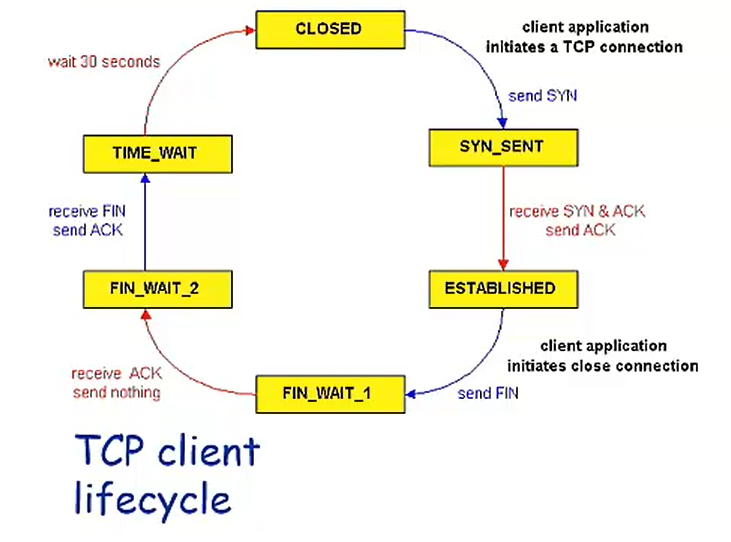 CLOSED
client application
initiates a TCP connection
wait 30 seconds
send SYN
TIME_WAIT
SYN_SENT
receive FIN
send ACK
receive SYN & ACK
send ACK
FIN_WAIT_2
ESTABLISHED
client application
initiates close connection
receive ACK
send nothing
FIN_WAIT_1
send FIN
TCP client
lifecycle